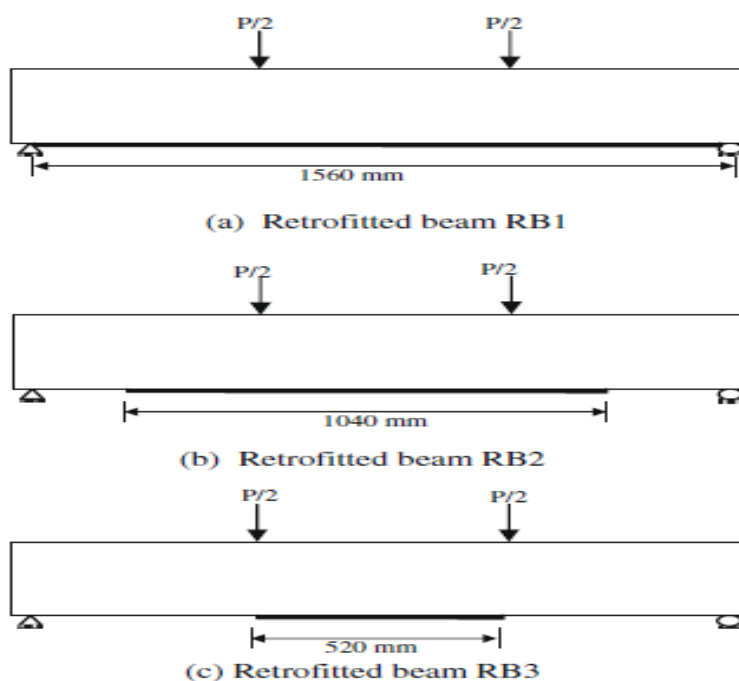 P/2 P/2
1560 mm
(a) Retrofitted beam RB1
P/2 P/2
1040 mm
(b) Retrofitted beam RB2
P/2 P/2
520 mm
(c) Retrofitted beam RB3